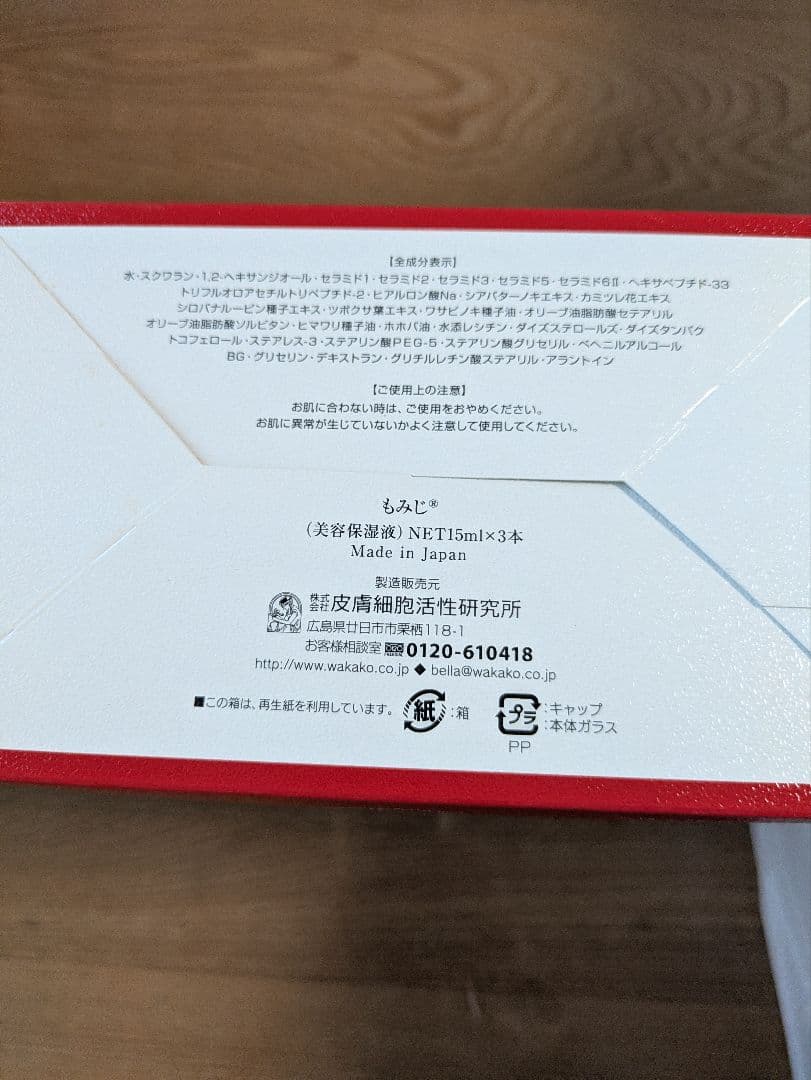 【全成分表示】
水・スクワラン・1,2-ヘキサンジオール・セラミド1・セラミド2・セラミド3・セラミド5・セラミド6Ⅱ・ヘキサペプチド-33
トリフルオロアセチルトリペプチド-2・ヒアルロン酸Na・シアバターノキエキス・カミツレ花エキス
シロバナルーピン種子エキス・ツボクサ葉エキス・ワサビノキ種子油・オリーブ油脂肪酸セテアリル
オリーブ油脂肪酸ソルビタン・ヒマワリ種子油・ホホバ油・水添レシチン・ダイズステロールズ・ダイズタンパク
トコフェロール・ステアレス-3・ステアリン酸PEG-5・ステアリン酸グリセリル・ベヘニルアルコール
BG・グリセリン・デキストラン・グリチルレチン酸ステアリル・アラントイン
【ご使用上の注意】
お肌に合わない時は、ご使用をおやめください。
お肌に異常が生じていないかよく注意して使用してください。
もみじ®
(美容保湿液) NET15ml×3本
Made in Japan
製造販売元
株式会社 皮膚細胞活性研究所
広島県廿日市市栗栖118-1
お客様相談室 0120-610418
http://www.wakako.co.jp ◆ bella@wakako.co.jp
■この箱は、再生紙を利用しています。 紙 :箱
プラ :キャップ
:本体ガラス
PP